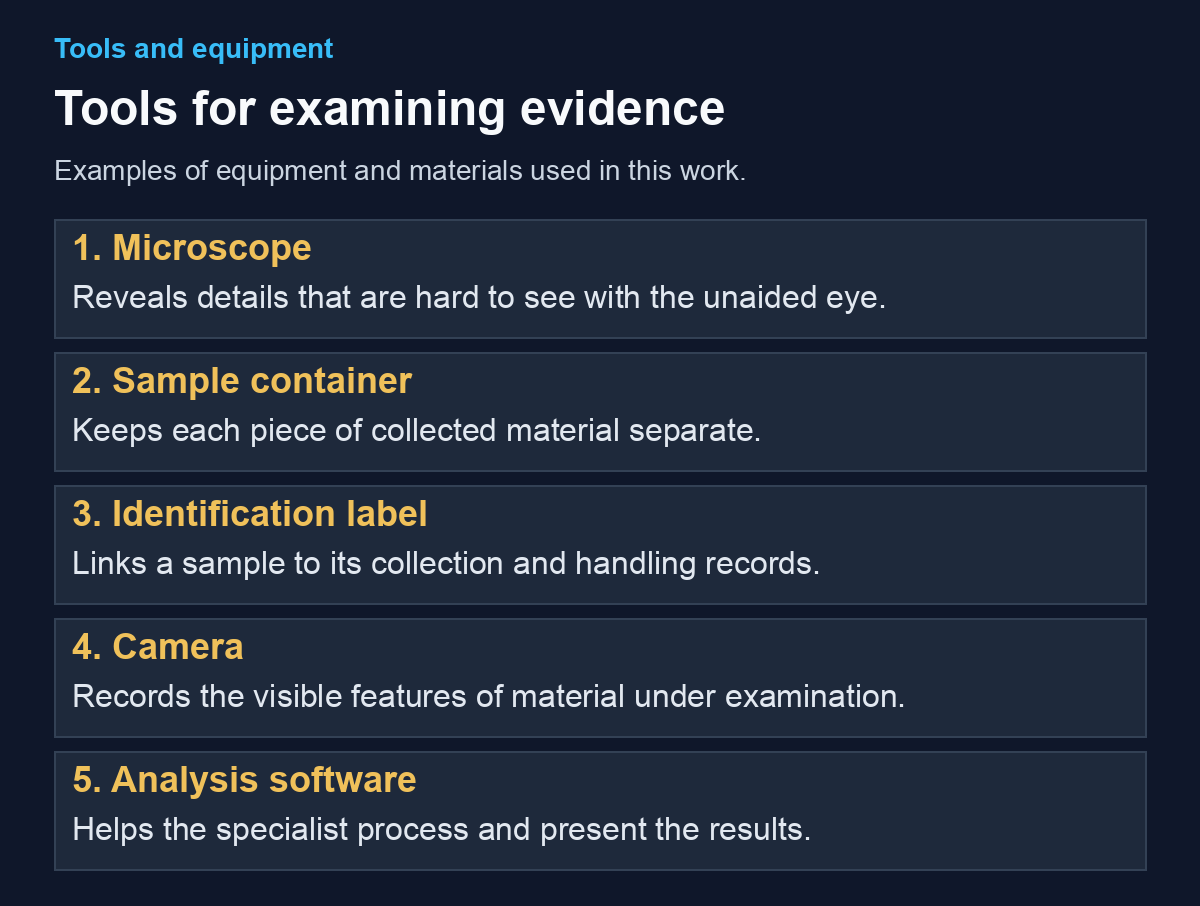 Tools and equipment
Tools for examining evidence
Examples of equipment and materials used in this work.
1. Microscope
Reveals details that are hard to see with the unaided eye.
2. Sample container
Keeps each piece of collected material separate.
3. Identification label
Links a sample to its collection and handling records.
4. Camera
Records the visible features of material under examination.
5. Analysis software
Helps the specialist process and present the results.